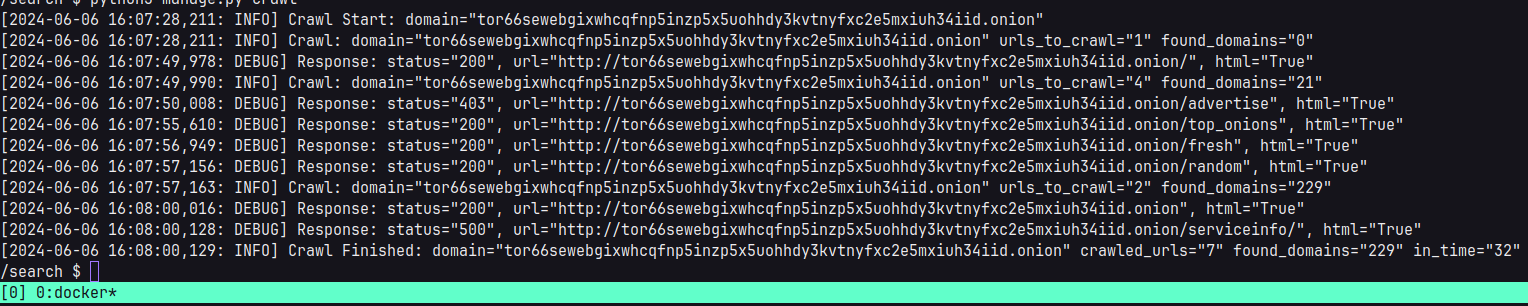 /search $ python3 manage.py crawl
[2024-06-06 16:07:28,211: INFO] Crawl Start: domain="tor66sewebgixwhcqfnp5inzp5x5uohhdy3kvtnyfxc2e5mxiuh34iid.onion"
[2024-06-06 16:07:28,211: INFO] Crawl: domain="tor66sewebgixwhcqfnp5inzp5x5uohhdy3kvtnyfxc2e5mxiuh34iid.onion" urls_to_crawl="1" found_domains="0"
[2024-06-06 16:07:49,978: DEBUG] Response: status="200", url="http://tor66sewebgixwhcqfnp5inzp5x5uohhdy3kvtnyfxc2e5mxiuh34iid.onion/", html="True"
[2024-06-06 16:07:49,990: INFO] Crawl: domain="tor66sewebgixwhcqfnp5inzp5x5uohhdy3kvtnyfxc2e5mxiuh34iid.onion" urls_to_crawl="4" found_domains="21"
[2024-06-06 16:07:50,008: DEBUG] Response: status="403", url="http://tor66sewebgixwhcqfnp5inzp5x5uohhdy3kvtnyfxc2e5mxiuh34iid.onion/advertise", html="True"
[2024-06-06 16:07:55,610: DEBUG] Response: status="200", url="http://tor66sewebgixwhcqfnp5inzp5x5uohhdy3kvtnyfxc2e5mxiuh34iid.onion/top_onions", html="True"
[2024-06-06 16:07:56,949: DEBUG] Response: status="200", url="http://tor66sewebgixwhcqfnp5inzp5x5uohhdy3kvtnyfxc2e5mxiuh34iid.onion/fresh", html="True"
[2024-06-06 16:07:57,156: DEBUG] Response: status="200", url="http://tor66sewebgixwhcqfnp5inzp5x5uohhdy3kvtnyfxc2e5mxiuh34iid.onion/random", html="True"
[2024-06-06 16:07:57,163: INFO] Crawl: domain="tor66sewebgixwhcqfnp5inzp5x5uohhdy3kvtnyfxc2e5mxiuh34iid.onion" urls_to_crawl="2" found_domains="229"
[2024-06-06 16:08:00,016: DEBUG] Response: status="200", url="http://tor66sewebgixwhcqfnp5inzp5x5uohhdy3kvtnyfxc2e5mxiuh34iid.onion", html="True"
[2024-06-06 16:08:00,128: DEBUG] Response: status="500", url="http://tor66sewebgixwhcqfnp5inzp5x5uohhdy3kvtnyfxc2e5mxiuh34iid.onion/serviceinfo/", html="True"
[2024-06-06 16:08:00,129: INFO] Crawl Finished: domain="tor66sewebgixwhcqfnp5inzp5x5uohhdy3kvtnyfxc2e5mxiuh34iid.onion" crawled_urls="7" found_domains="229" in_time="32"
/search $
[0] 0:docker*